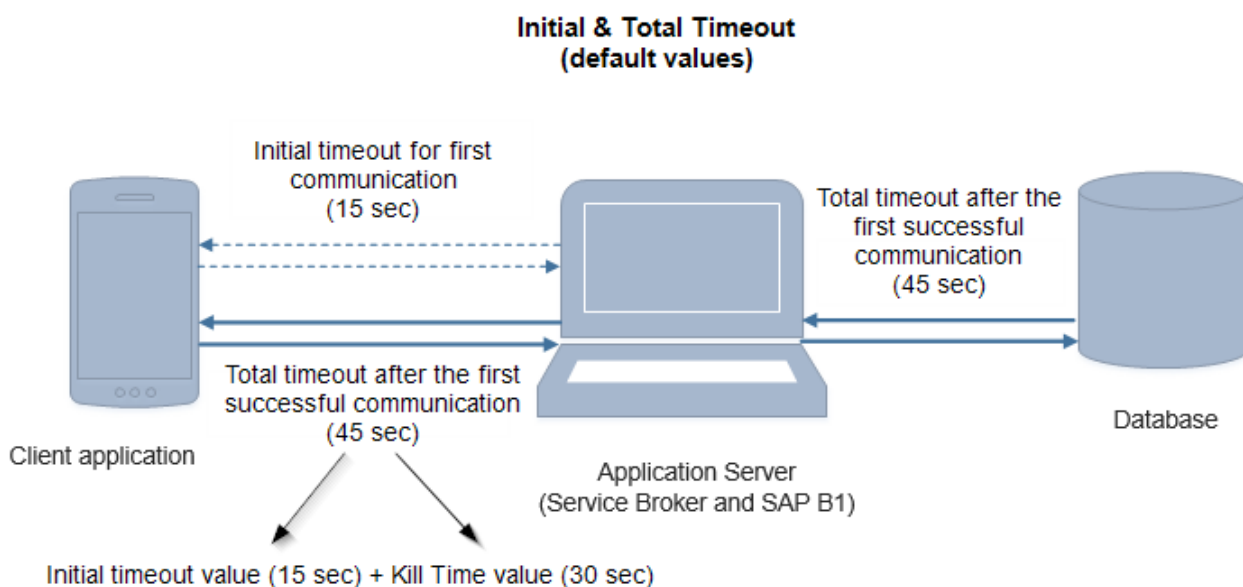 Initial & Total Timeout
(default values)
Initial timeout for first
communication
(15 sec)
Total timeout after the
first successful
communication
(45 sec)
Total timeout after the first
successful communication
(45 sec)
Client application
Database
Application Server
(Service Broker and SAP B1)
Initial timeout value (15 sec) + Kill Time value (30 sec)